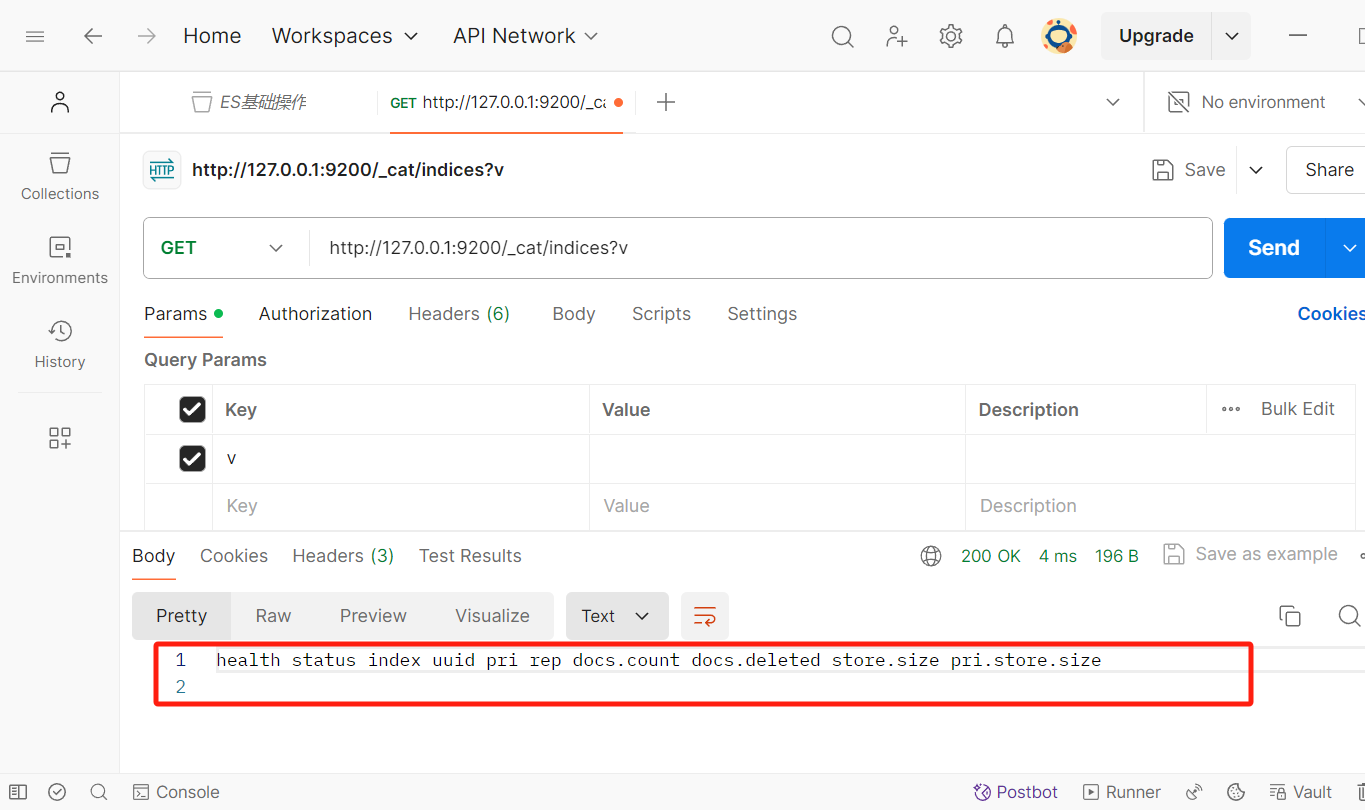 Home Workspaces API Network Upgrade
ES基础操作 GET http://127.0.0.1:9200/_ca No environment
HTTP http://127.0.0.1:9200/_cat/indices?v Save Share
GET http://127.0.0.1:9200/_cat/indices?v Send
Collections
Environments
History
Params Authorization Headers (6) Body Scripts Settings Cookies
Query Params
Key Value Description Bulk Edit
v
Key Value Description
Body Cookies Headers (3) Test Results 200 OK 4 ms 196 B Save as example
Pretty Raw Preview Visualize Text
1 health status index uuid pri rep docs.count docs.deleted store.size pri.store.size
2
Console Postbot Runner Vault